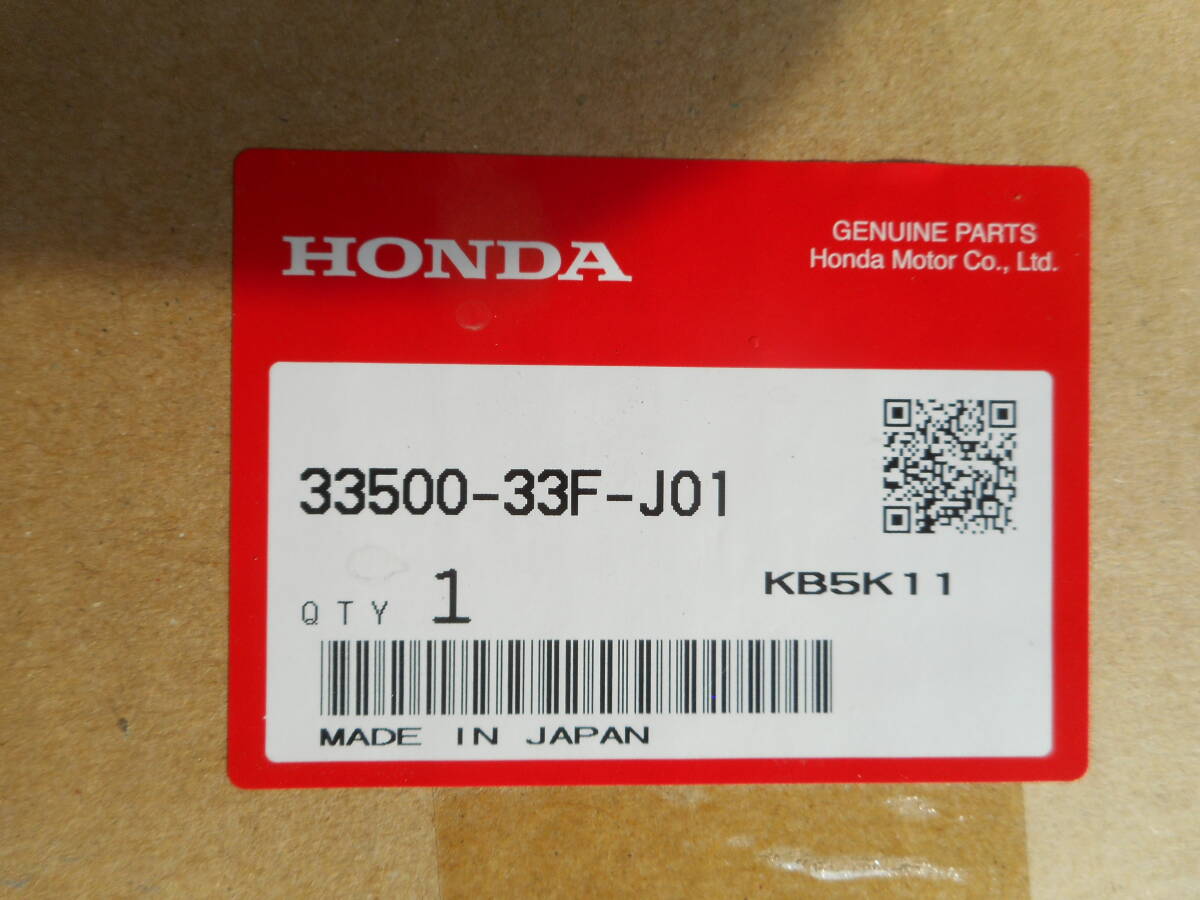 HONDA
GENUINE PARTS
Honda Motor Co., Ltd.
33500-33F-J01
QTY 1
KB5K11
MADE IN JAPAN